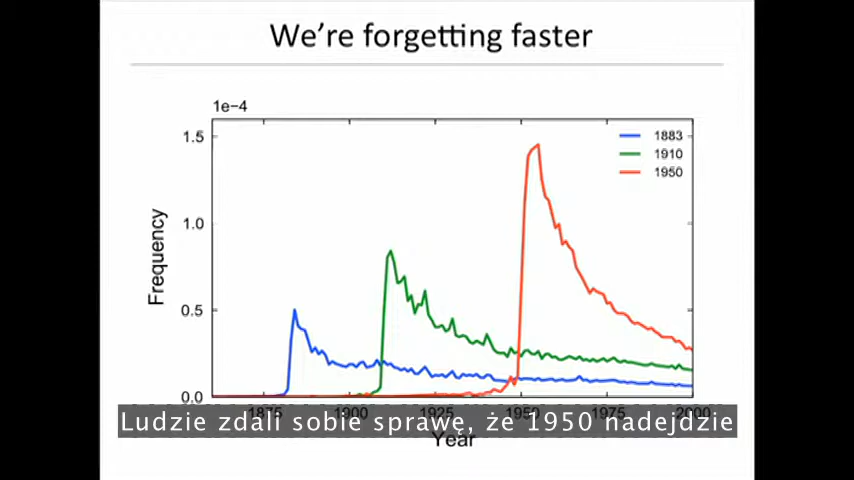 We're forgetting faster
1e−4
1883
1910
1950
1.5
1.0
0.5
0.0
Frequency
1875 1900 1925 1950 1975 2000
Year
Ludzie zdali sobie sprawę, że 1950 nadejdzie